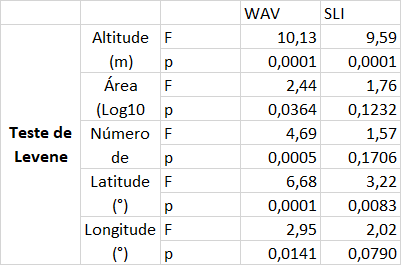 WAV SLI
Altitude F 10,13 9,59
(m) p 0,0001 0,0001
Área F 2,44 1,76
(Log10 p 0,0364 0,1232
Teste de Levene
Número F 4,69 1,57
de p 0,0005 0,1706
Latitude F 6,68 3,22
(°) p 0,0001 0,0083
Longitude F 2,95 2,02
(°) p 0,0141 0,0790